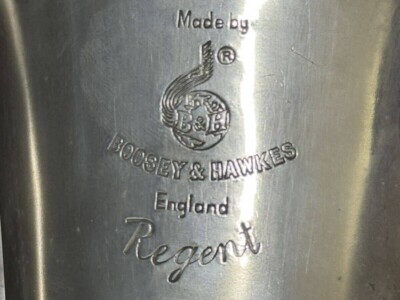 Made by
®
B&H
BOOSEY & HAWKES
England
Regent